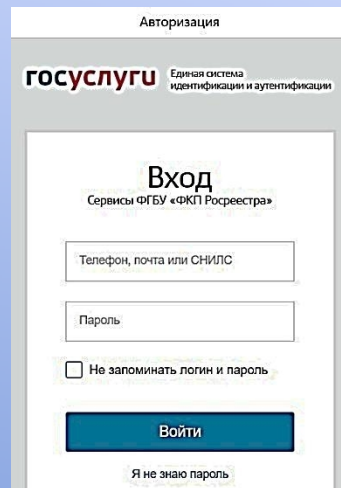 Авторизация
госуслуги
Единая система
идентификации и аутентификации
Вход
Сервисы ФГБУ «ФКП Росреестра»
Телефон, почта или СНИЛС
Пароль
Не запоминать логин и пароль
Войти
Я не знаю пароль